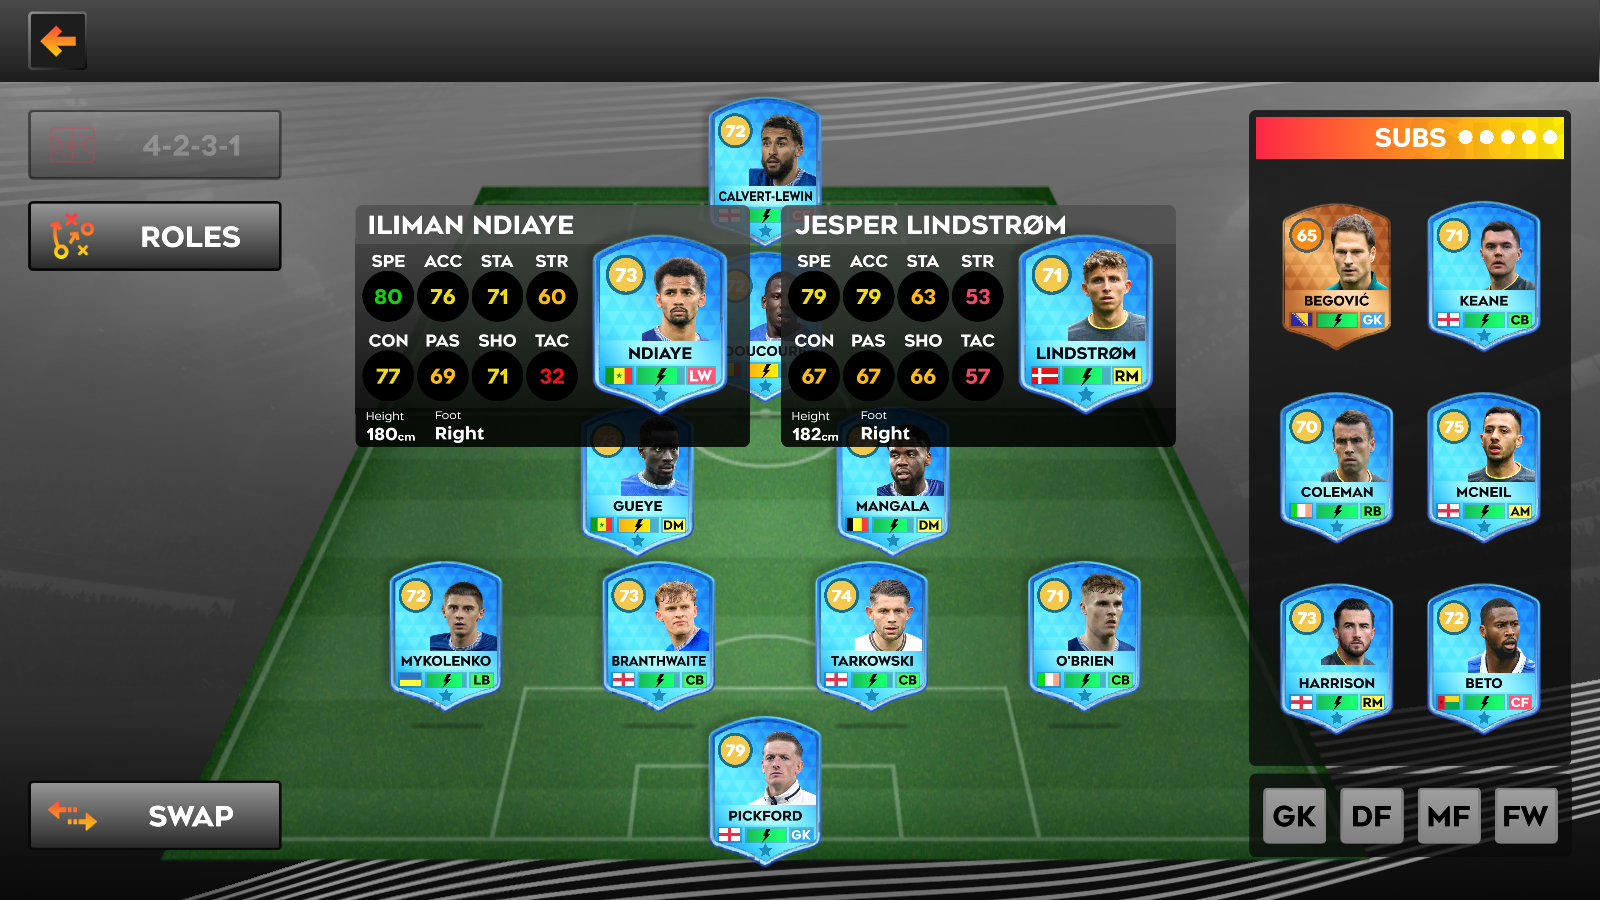 4-2-3-1
ROLES
SWAP
72
CALVERT-LEWIN
ILIMAN NDIAYE
SPE ACC STA STR
80 76 71 60
CON PAS SHO TAC
77 69 71 32
Height Foot
180cm Right
73
NDIAYE
LW
DOUCOURÉ
JESPER LINDSTRØM
SPE ACC STA STR
79 79 63 53
CON PAS SHO TAC
67 67 66 57
Height Foot
182cm Right
71
LINDSTRØM
RM
73
GUEYE
DM
MANGALA
DM
72
MYKOLENKO
LB
73
BRANTHWAITE
CB
74
TARKOWSKI
CB
71
O'BRIEN
CB
79
PICKFORD
GK
SUBS
65
BEGOVIĆ
GK
71
KEANE
CB
70
COLEMAN
RB
75
MCNEIL
AM
73
HARRISON
RM
72
BETO
CF
GK DF MF FW